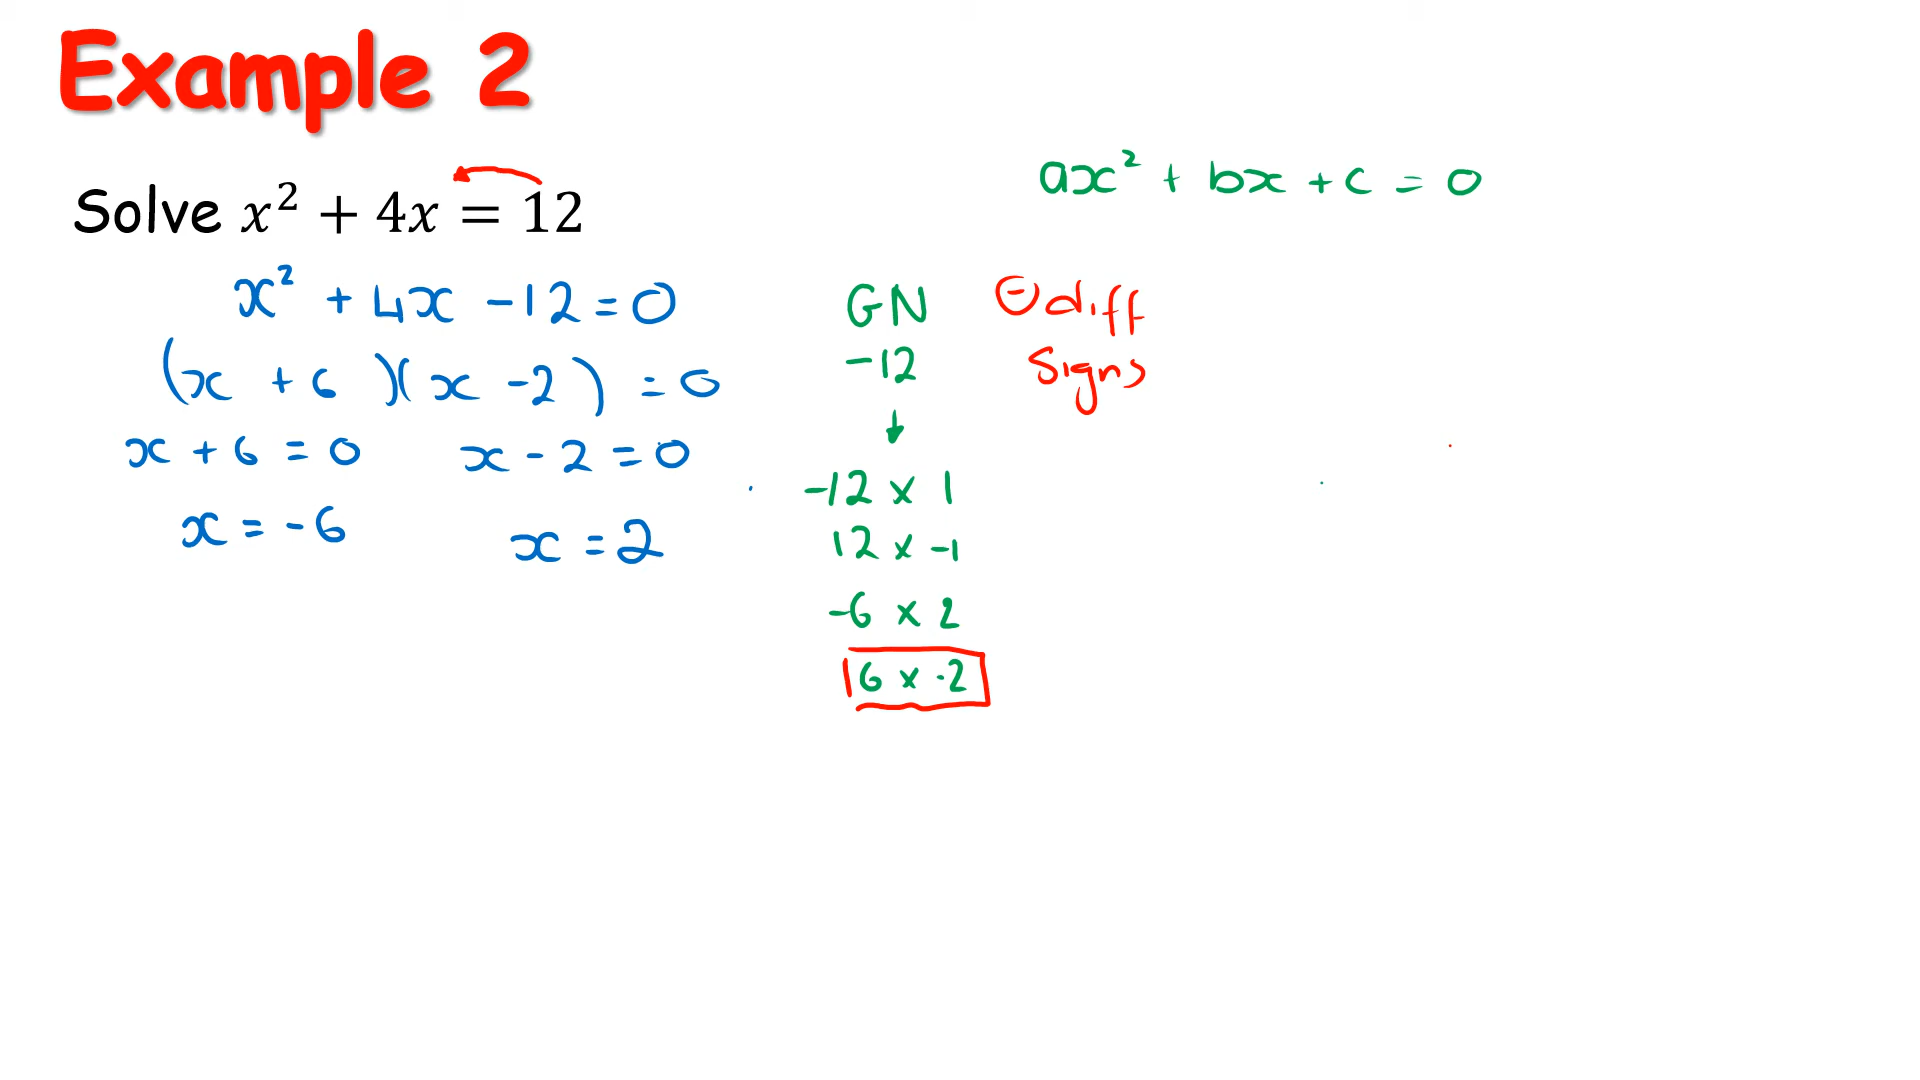 Example 2
ax² + bx + c = 0
Solve x² + 4x = 12
x² + 4x - 12 = 0
(x + 6)(x - 2) = 0
x + 6 = 0 x - 2 = 0
x = -6 x = 2
GN
-12
-12 x 1
12 x -1
-6 x 2
6 x -2
⊖ diff
signs